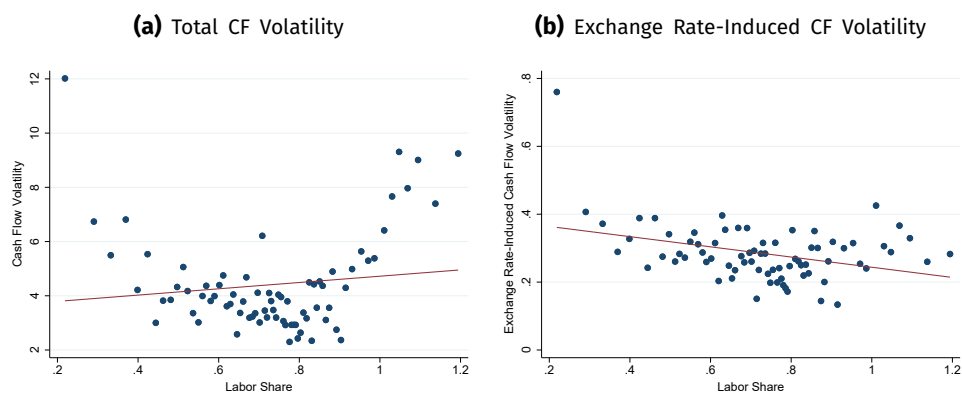 (a) Total CF Volatility
12
10
8
6
4
2
Cash Flow Volatility
.2 .4 .6 .8 1 1.2
Labor Share
(b) Exchange Rate-Induced CF Volatility
.8
.6
.4
.2
0
Exchange Rate-Induced Cash Flow Volatility
.2 .4 .6 .8 1 1.2
Labor Share